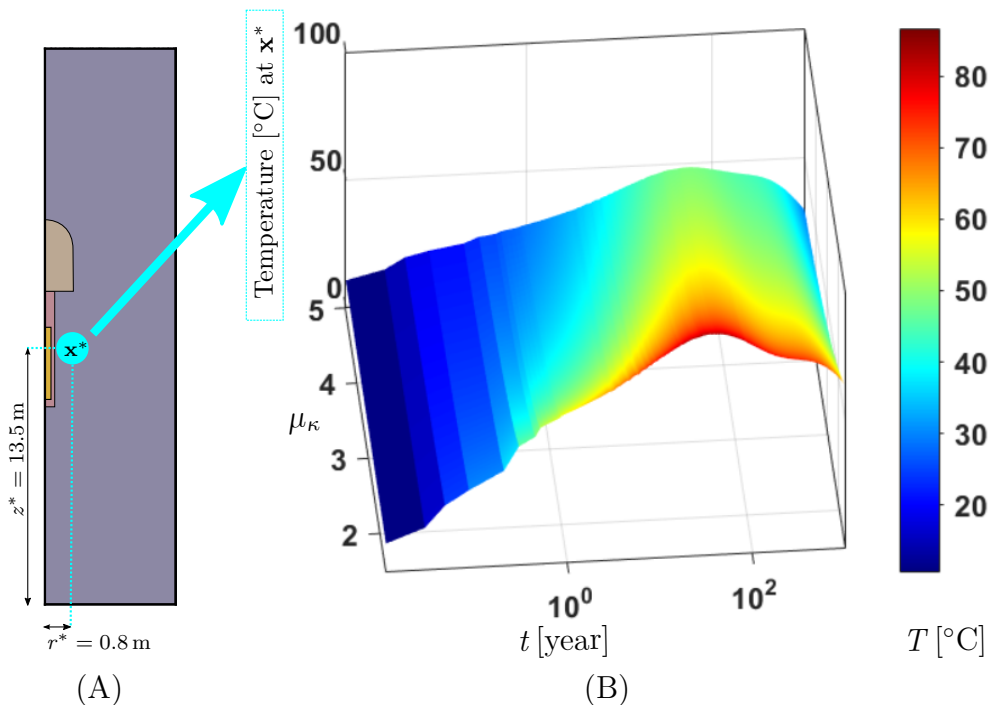 Temperature [°C] at x*
x*
z* = 13.5 m
r* = 0.8 m
(A)
100
50
0
5
4
3
2
μκ
10⁰
10²
t [year]
(B)
80
70
60
50
40
30
20
T [°C]